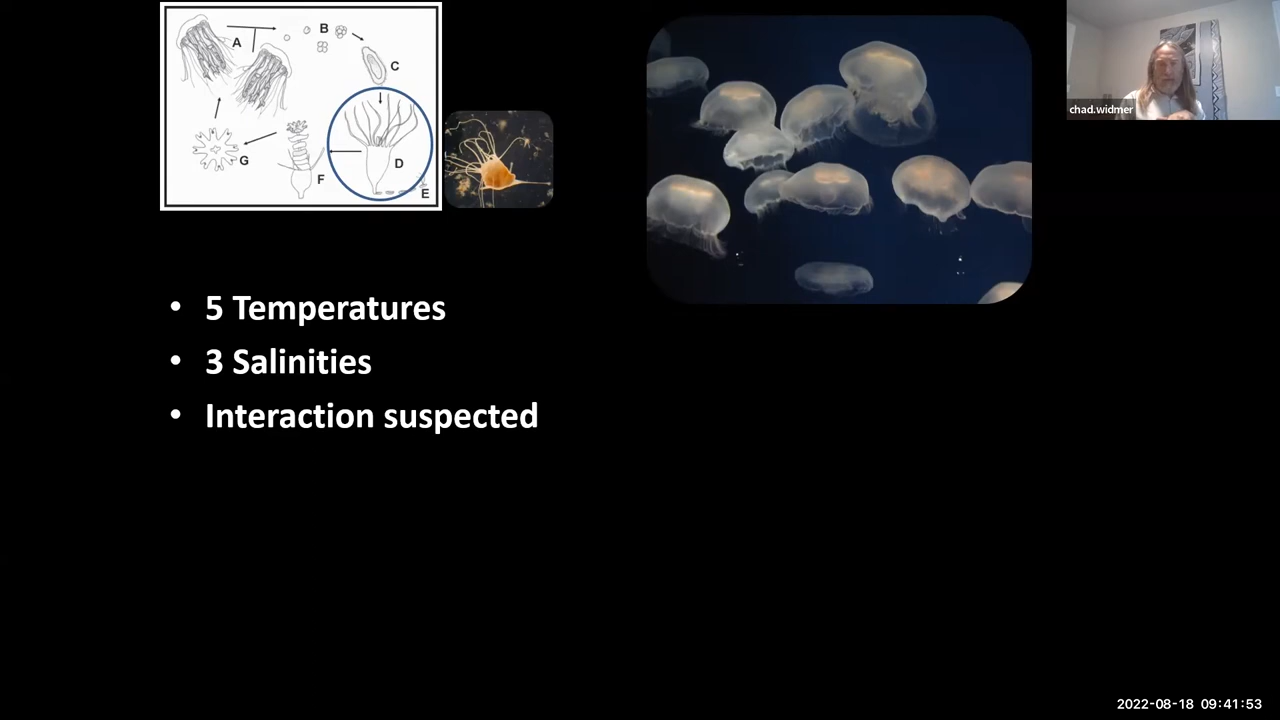 A
B
C
D
E
F
G
chad.widmer
• 5 Temperatures
• 3 Salinities
• Interaction suspected
2022-08-18 09:41:53